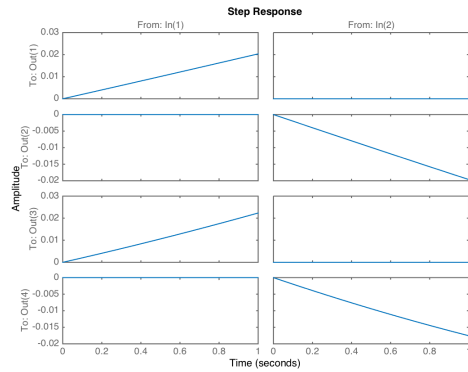 Step Response
From: In(1) From: In(2)
Amplitude
To: Out(1)
0.03
0.02
0.01
0
To: Out(2)
0
-0.005
-0.01
-0.015
-0.02
To: Out(3)
0.03
0.02
0.01
0
To: Out(4)
0
-0.005
-0.01
-0.015
-0.02
0 0.2 0.4 0.6 0.8 1 0 0.2 0.4 0.6 0.8
Time (seconds)